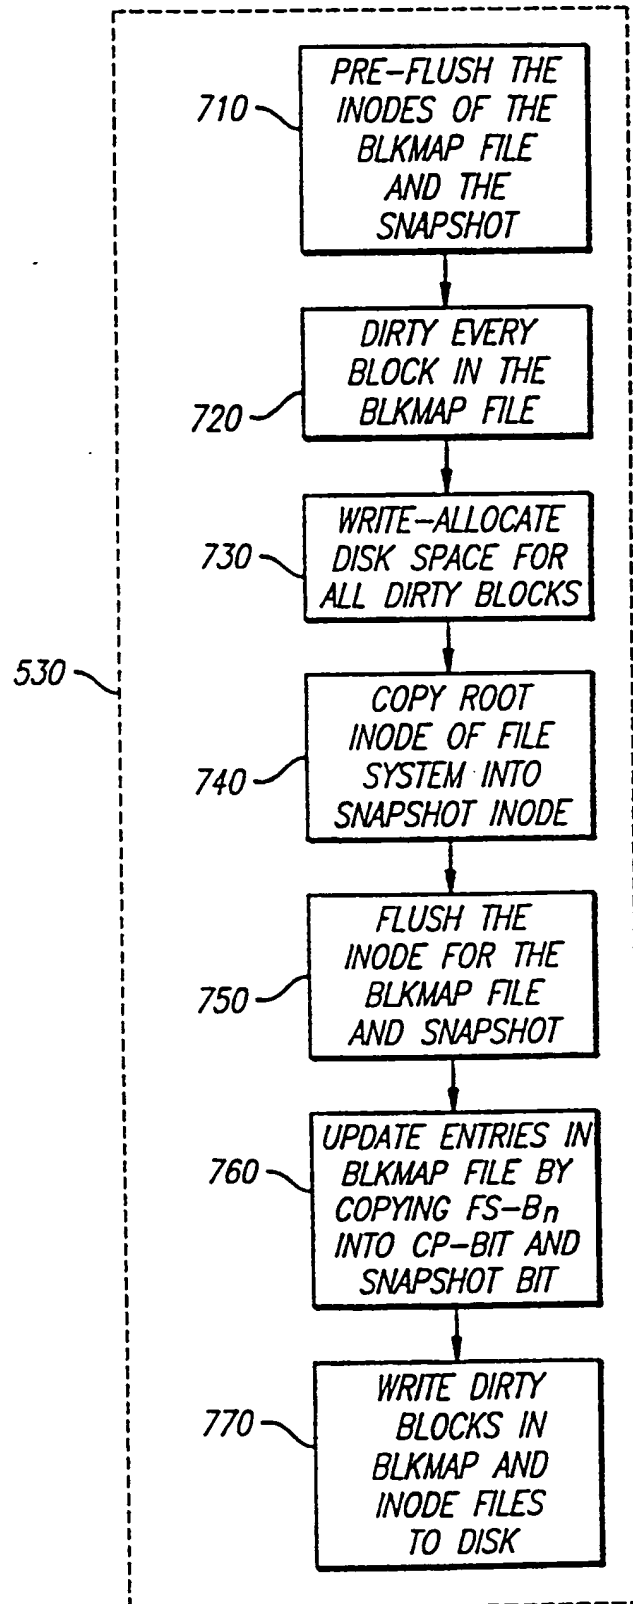 710
PRE-FLUSH THE
INODES OF THE
BLKMAP FILE
AND THE
SNAPSHOT
720
DIRTY EVERY
BLOCK IN THE
BLKMAP FILE
730
WRITE-ALLOCATE
DISK SPACE FOR
ALL DIRTY BLOCKS
530
740
COPY ROOT
INODE OF FILE
SYSTEM INTO
SNAPSHOT INODE
750
FLUSH THE
INODE FOR THE
BLKMAP FILE
AND SNAPSHOT
760
UPDATE ENTRIES IN
BLKMAP FILE BY
COPYING FS-Bn
INTO CP-BIT AND
SNAPSHOT BIT
770
WRITE DIRTY
BLOCKS IN
BLKMAP AND
INODE FILES
TO DISK